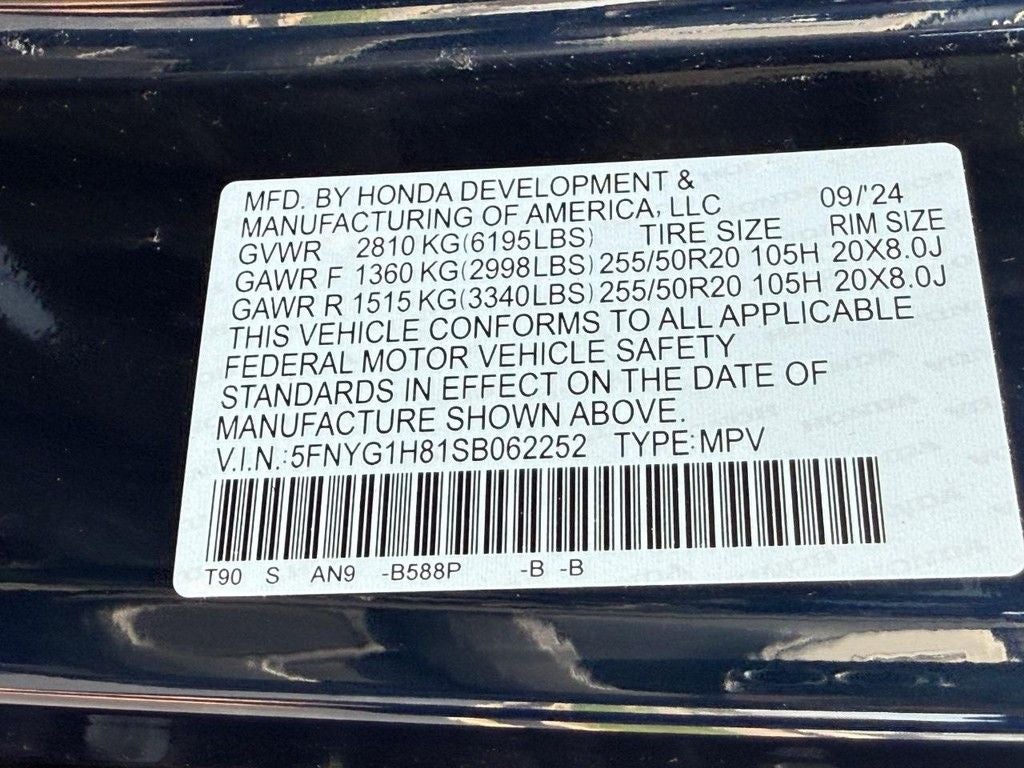 MFD. BY HONDA DEVELOPMENT &
MANUFACTURING OF AMERICA, LLC 09/'24
GVWR 2810 KG(6195LBS) TIRE SIZE RIM SIZE
GAWR F 1360 KG(2998LBS) 255/50R20 105H 20X8.0J
GAWR R 1515 KG(3340LBS) 255/50R20 105H 20X8.0J
THIS VEHICLE CONFORMS TO ALL APPLICABLE
FEDERAL MOTOR VEHICLE SAFETY
STANDARDS IN EFFECT ON THE DATE OF
MANUFACTURE SHOWN ABOVE.
V.I.N.:5FNYG1H81SB062252 TYPE:MPV
T90 S AN9 -B588P -B -B